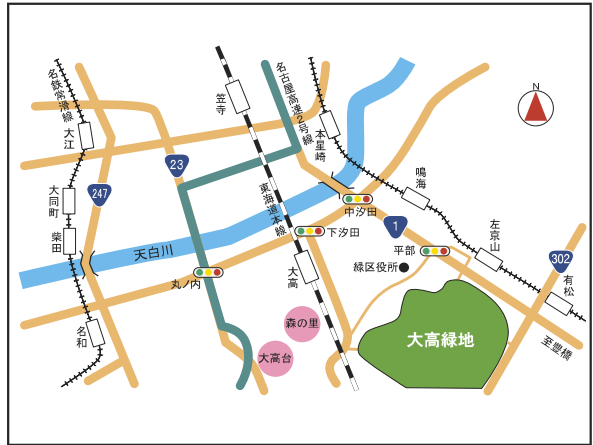 名鉄常滑線
大江
大同町
柴田
名和
247
23
笠寺
名古屋高速2号線
本星崎
東海道本線
天白川
丸ノ内
中汐田
下汐田
大高
鳴海
1
平部
緑区役所
左京山
302
有松
至豊橋
森の里
大高台
大高緑地
N